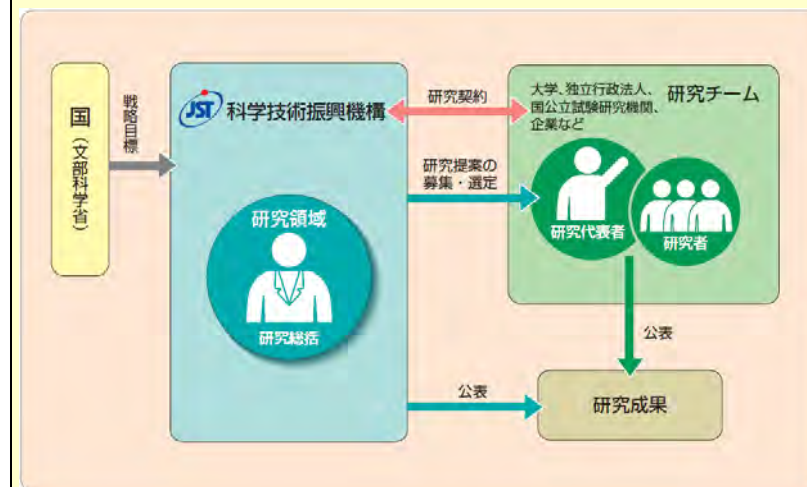 国（文部科学省）
戦略目標
JST 科学技術振興機構
研究領域
研究総括
研究契約
研究提案の
募集・選定
大学、独立行政法人、
国公立試験研究機関、
企業など
研究チーム
研究代表者
研究者
公表
公表
研究成果